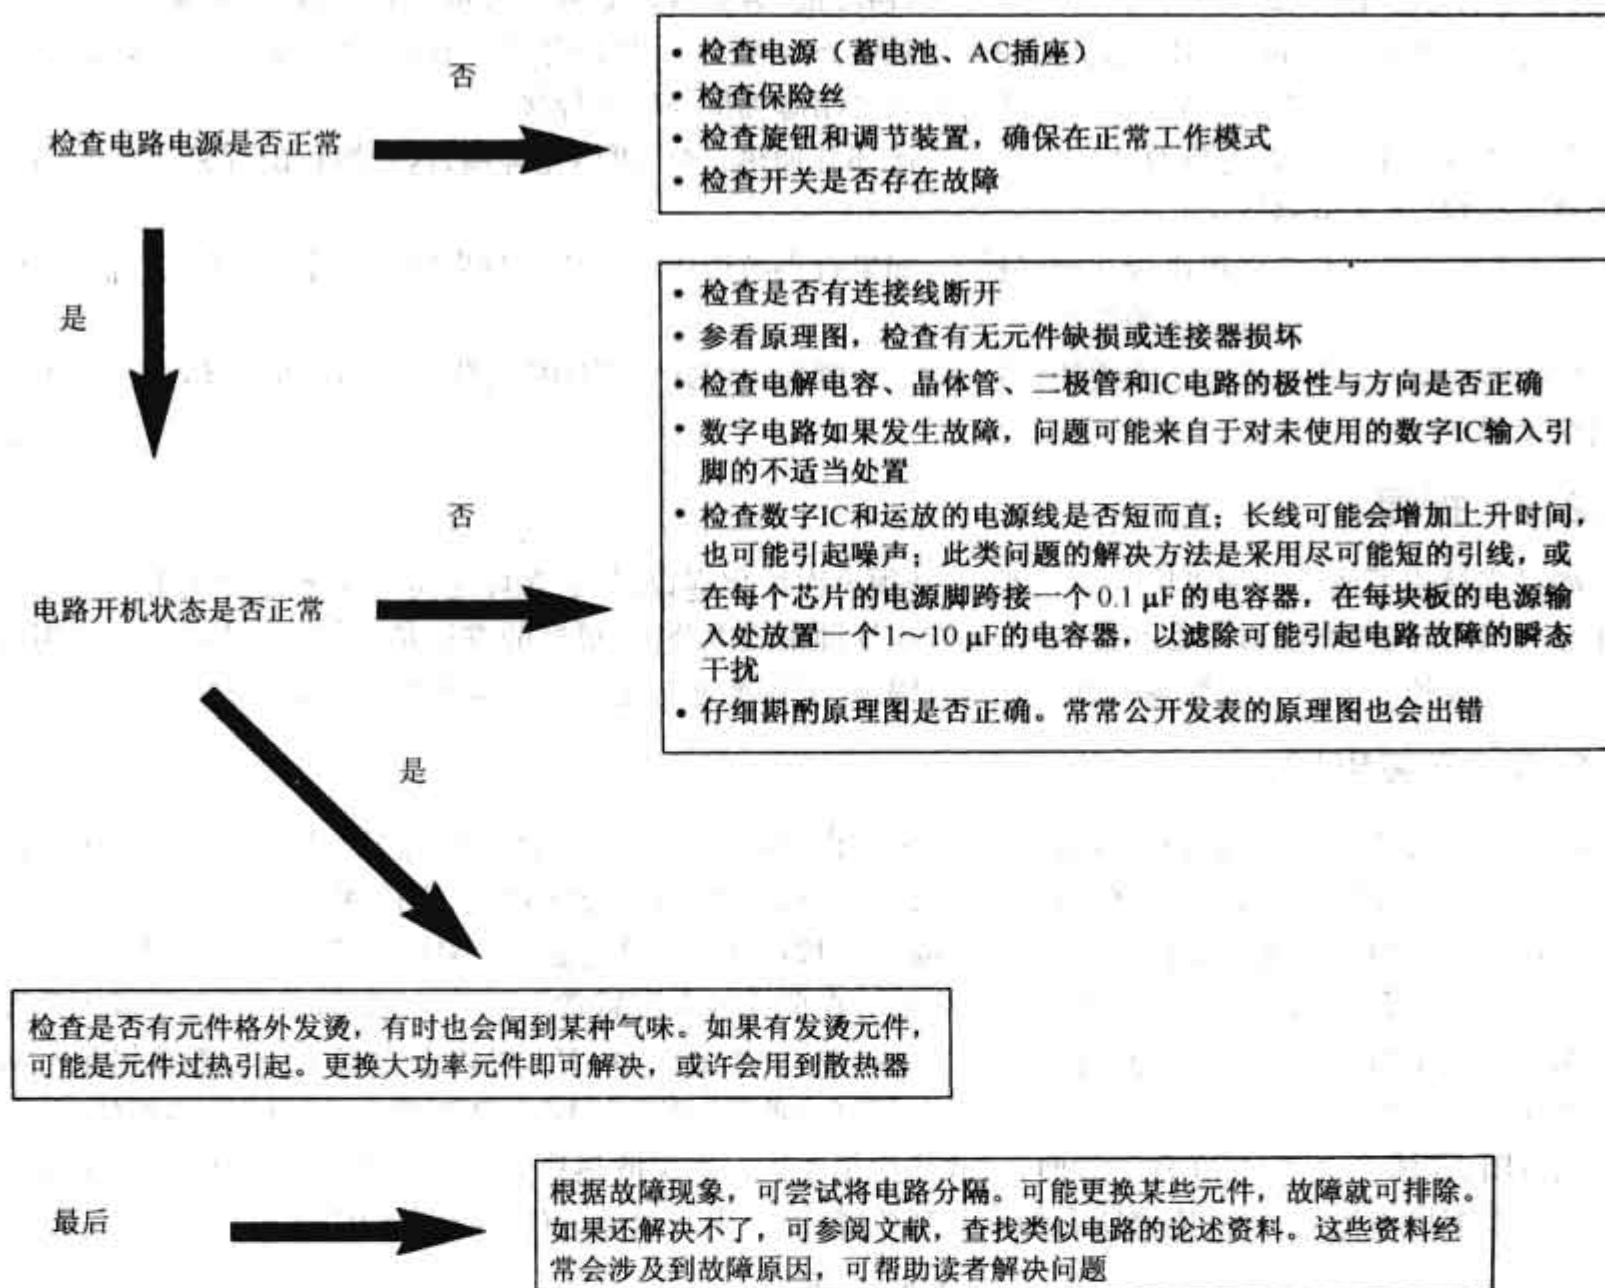 否
• 检查电源（蓄电池、AC插座）
• 检查保险丝
检查电路电源是否正常
• 检查旋钮和调节装置，确保在正常工作模式
• 检查开关是否存在故障
是
• 检查是否有连接线断开
• 参看原理图，检查有无元件缺损或连接器损坏
• 检查电解电容、晶体管、二极管和IC电路的极性与方向是否正确
• 数字电路如果发生故障，问题可能来自于对未使用的数字IC输入引
脚的不适当处置
否
• 检查数字IC和运放的电源线是否短而直；长线可能会增加上升时间，
也可能引起噪声；此类问题的解决方法是采用尽可能短的引线，或
电路开机状态是否正常
在每个芯片的电源脚跨接一个0.1 μF的电容器，在每块板的电源输
入处放置一个1～10 μF的电容器，以滤除可能引起电路故障的瞬态
干扰
• 仔细斟酌原理图是否正确。常常公开发表的原理图也会出错
是
检查是否有元件格外发烫，有时也会闻到某种气味。如果有发烫元件，
可能是元件过热引起。更换大功率元件即可解决，或许会用到散热器
最后
根据故障现象，可尝试将电路分隔。可能更换某些元件，故障就可排除。
如果还解决不了，可参阅文献，查找类似电路的论述资料。这些资料经
常会涉及到故障原因，可帮助读者解决问题